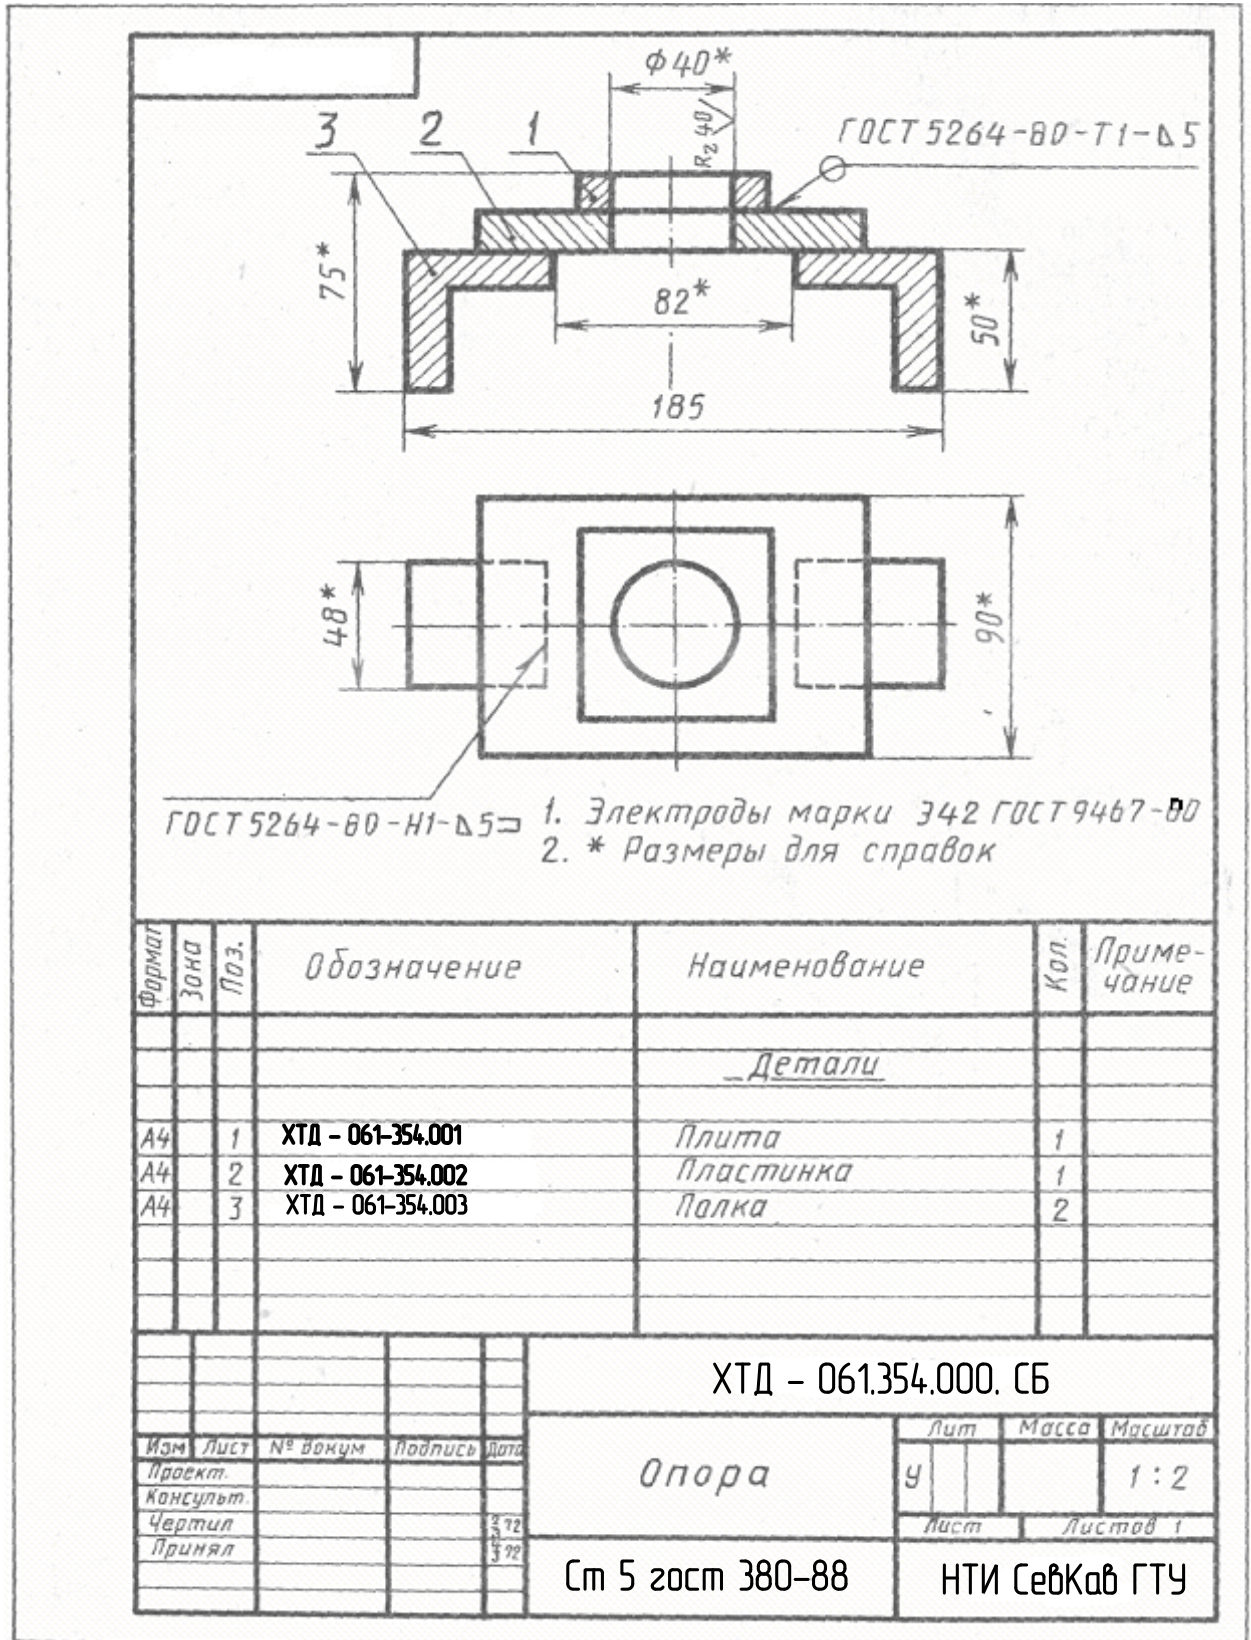 Φ40*
Rz 40
ГОСТ 5264-80-Т1-⊿5
3 2 1
75*
82*
50*
185
48*
90*
ГОСТ 5264-80-Н1-⊿5⊐
1. Электроды марки Э42 ГОСТ 9467-80
2. * Размеры для справок
Формат Зона Поз. Обозначение Наименование Кол. Приме-
чание
Детали
А4 1 ХТД - 061-354.001 Плита 1
А4 2 ХТД - 061-354.002 Пластинка 1
А4 3 ХТД - 061-354.003 Полка 2
ХТД - 061.354.000. СБ
Лит Масса Масштаб
Изм Лист № докум Подпись Дата
Проект.
Опора
У 1 : 2
Консульт.
Чертил
Лист Листов 1
Принял
Ст 5 гост 380-88
НТИ СевКав ГТУ